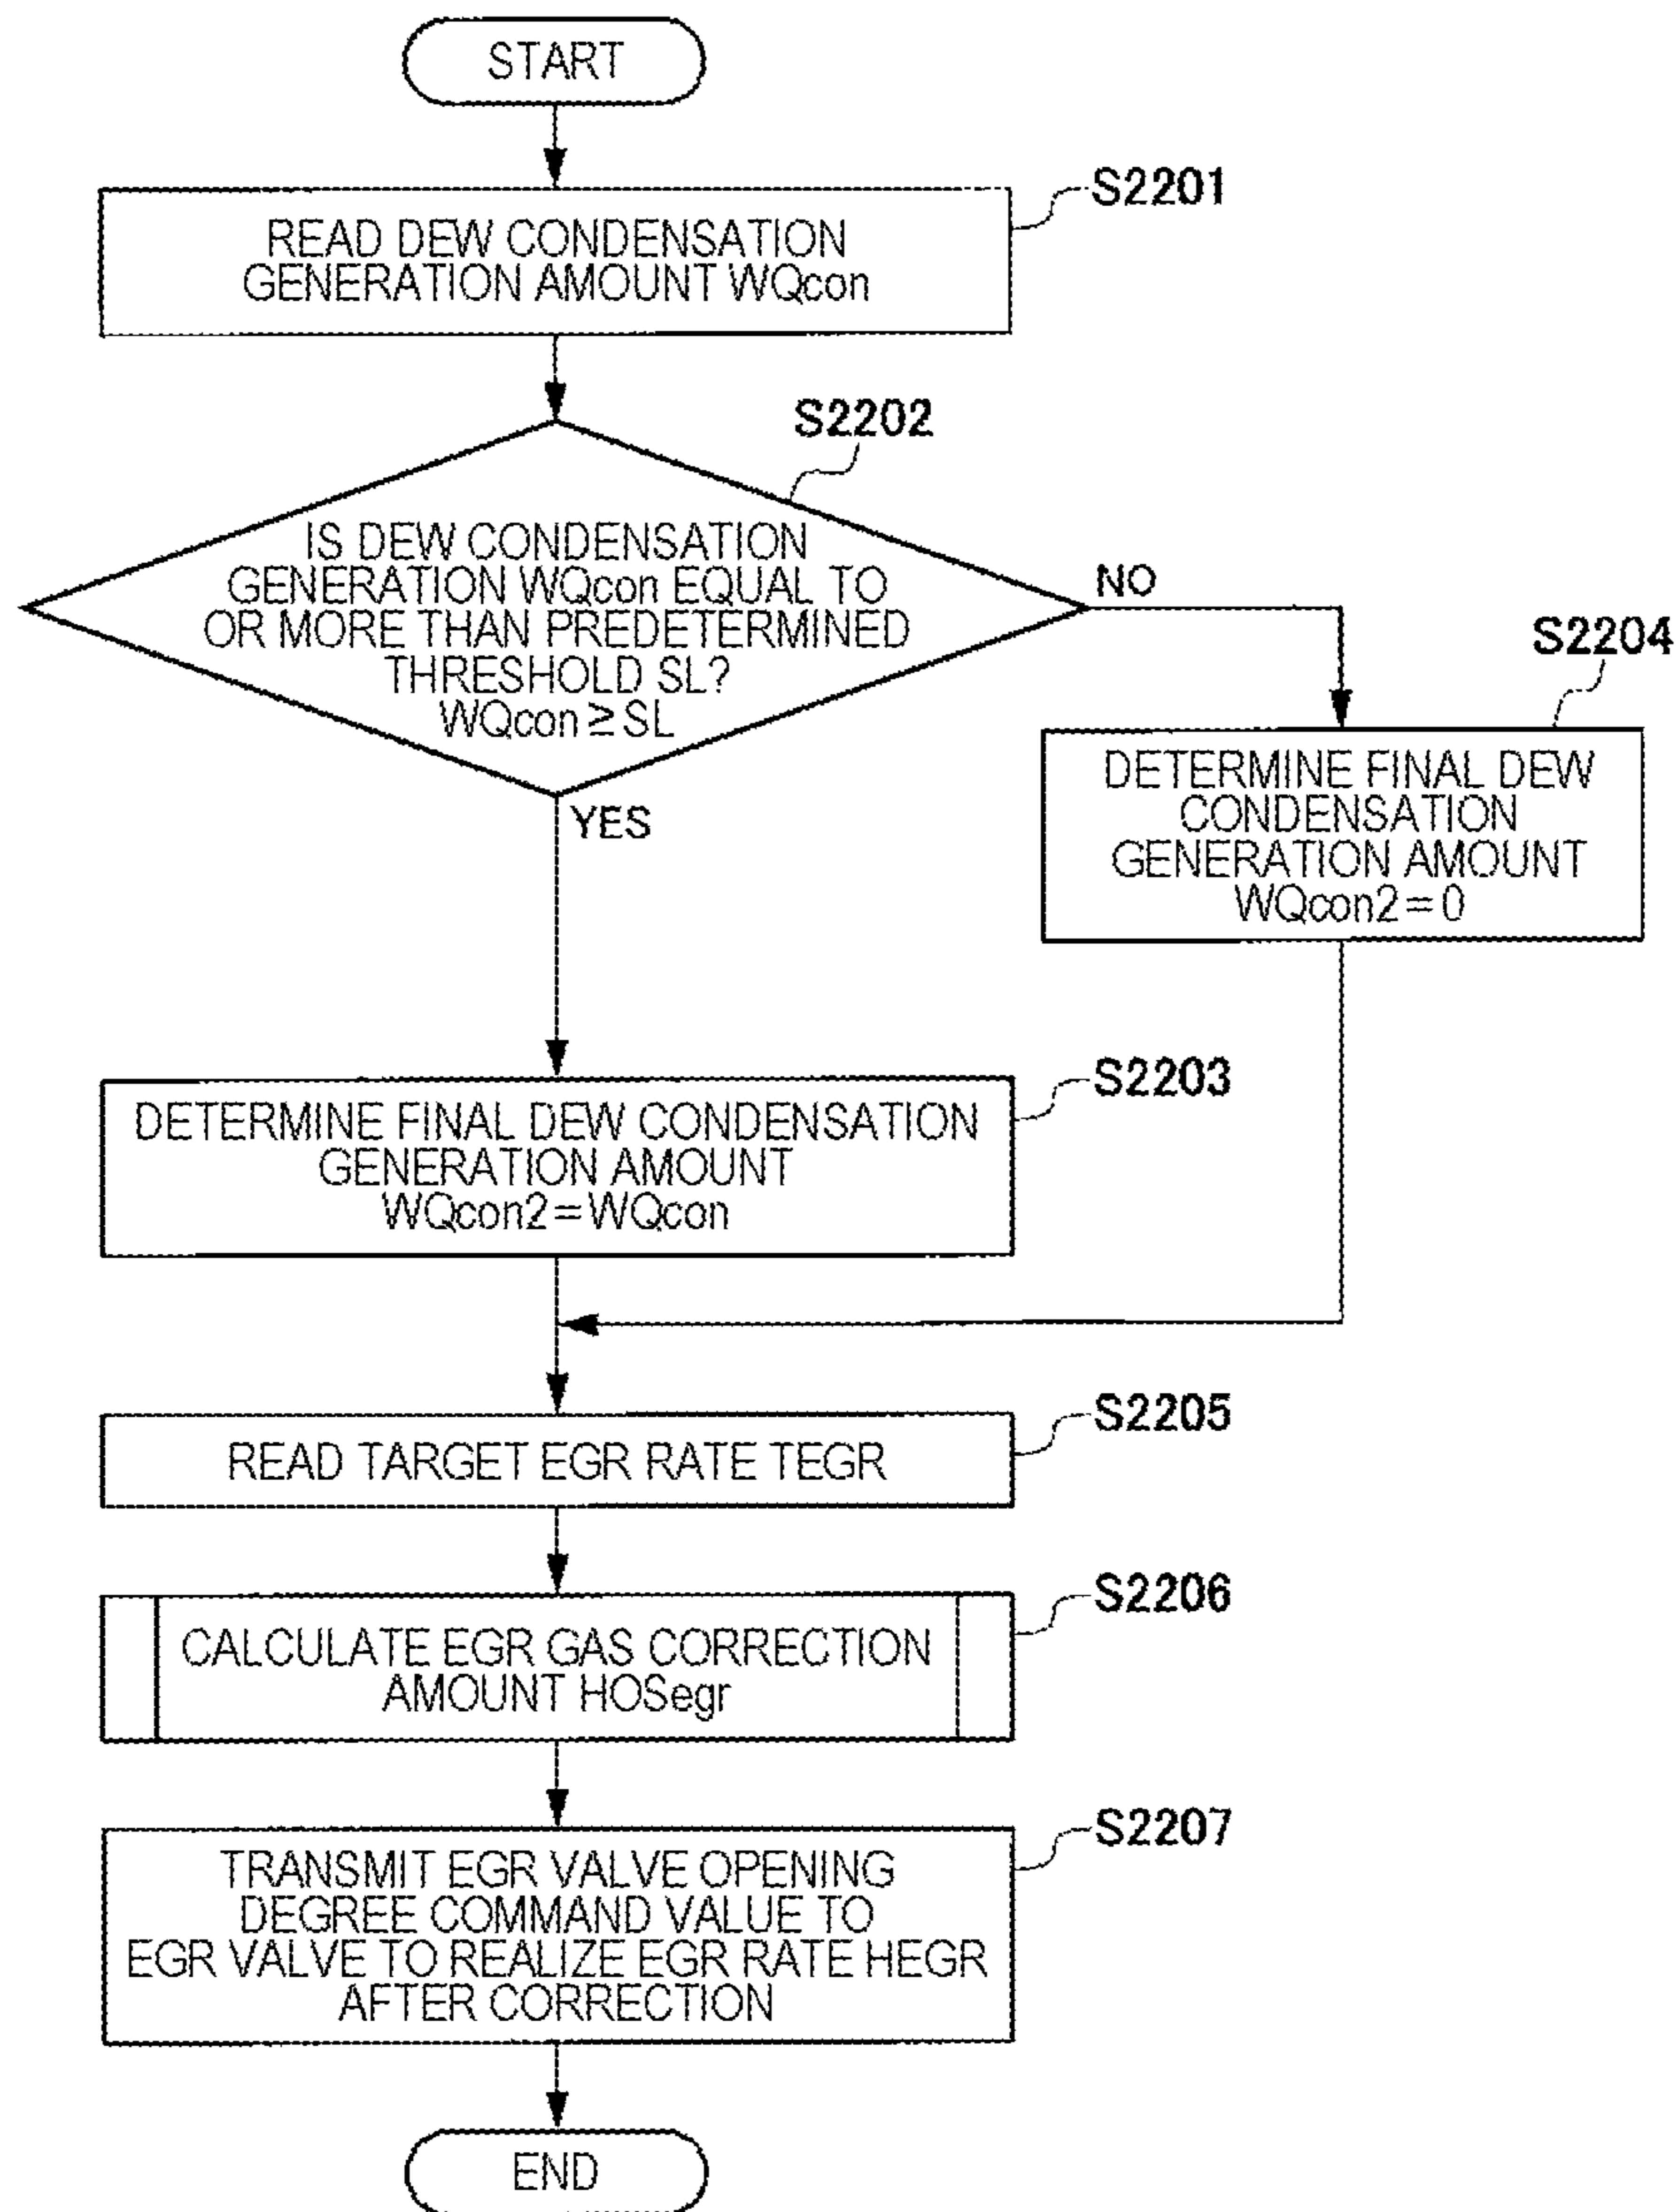 START
S2201
READ DEW CONDENSATION
GENERATION AMOUNT WQcon
S2202
IS DEW CONDENSATION
GENERATION WQcon EQUAL TO
OR MORE THAN PREDETERMINED
THRESHOLD SL?
WQcon ≥ SL
NO
YES
S2204
DETERMINE FINAL DEW
CONDENSATION
GENERATION AMOUNT
WQcon2 = 0
S2203
DETERMINE FINAL DEW CONDENSATION
GENERATION AMOUNT
WQcon2 = WQcon
S2205
READ TARGET EGR RATE TEGR
S2206
CALCULATE EGR GAS CORRECTION
AMOUNT HOSegr
S2207
TRANSMIT EGR VALVE OPENING
DEGREE COMMAND VALUE TO
EGR VALVE TO REALIZE EGR RATE HEGR
AFTER CORRECTION
END